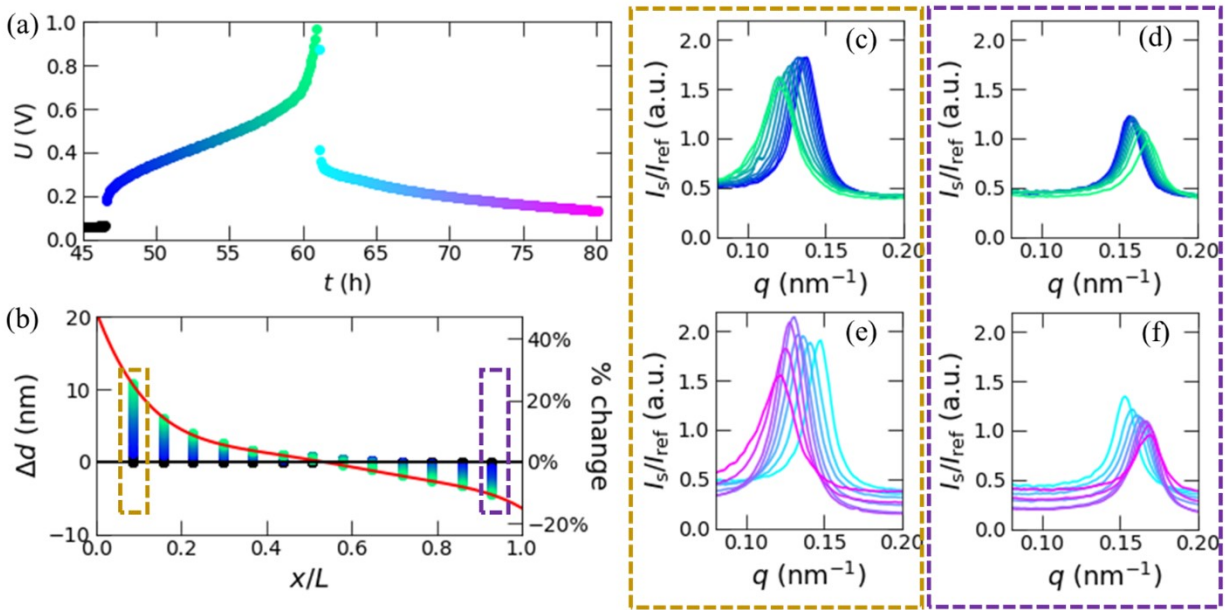 (a)
1.0
0.8
0.6
0.4
0.2
0.0
U (V)
45 50 55 60 65 70 75 80
t (h)
(b)
20
10
0
−10
Δd (nm)
40%
20%
0%
−20%
% change
0.0 0.2 0.4 0.6 0.8 1.0
x/L
(c)
2.0
1.5
1.0
0.5
0.0
Is/Iref (a.u.)
0.10 0.15 0.20
q (nm⁻¹)
(d)
2.0
1.5
1.0
0.5
0.0
Is/Iref (a.u.)
0.10 0.15 0.20
q (nm⁻¹)
(e)
2.0
1.5
1.0
0.5
0.0
Is/Iref (a.u.)
0.10 0.15 0.20
q (nm⁻¹)
(f)
2.0
1.5
1.0
0.5
0.0
Is/Iref (a.u.)
0.10 0.15 0.20
q (nm⁻¹)